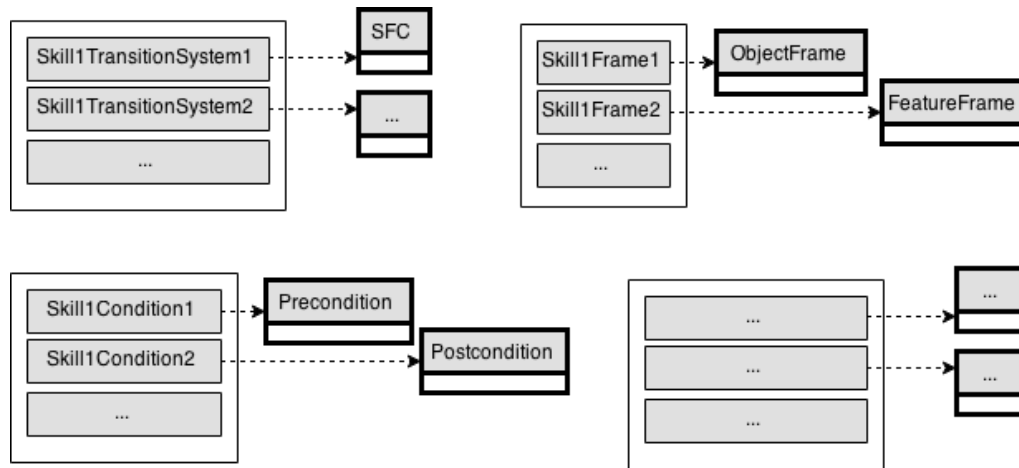 Skill1TransitionSystem1
SFC
Skill1TransitionSystem2
...
...
Skill1Frame1
ObjectFrame
Skill1Frame2
FeatureFrame
...
Skill1Condition1
Precondition
Skill1Condition2
Postcondition
...
...
...
...
...
...